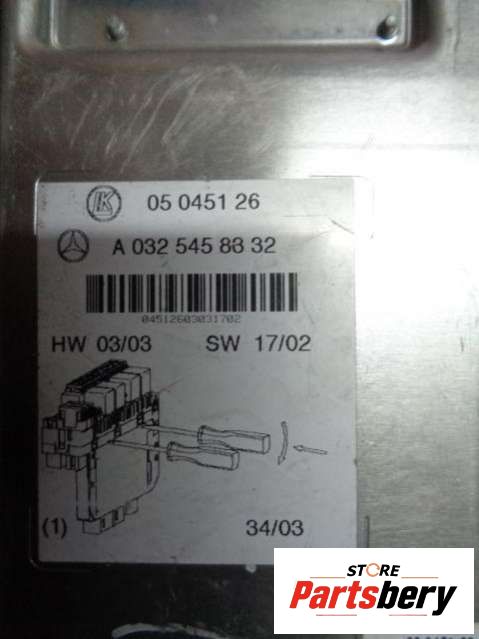 K
05 0451 26
A 032 545 88 32
04512603031702
HW 03/03 SW 17/02
(1)
34/03
STORE
Partsbery